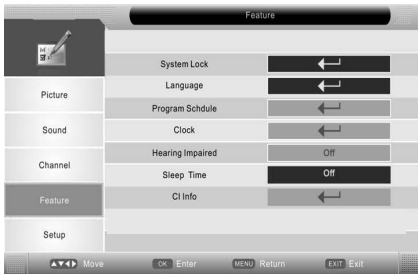 Feature
System Lock
Language
Program Schdule
Clock
Hearing Impaired Off
Sleep Time Off
CI Info
Picture
Sound
Channel
Feature
Setup
Move OK Enter MENU Return EXIT Exit